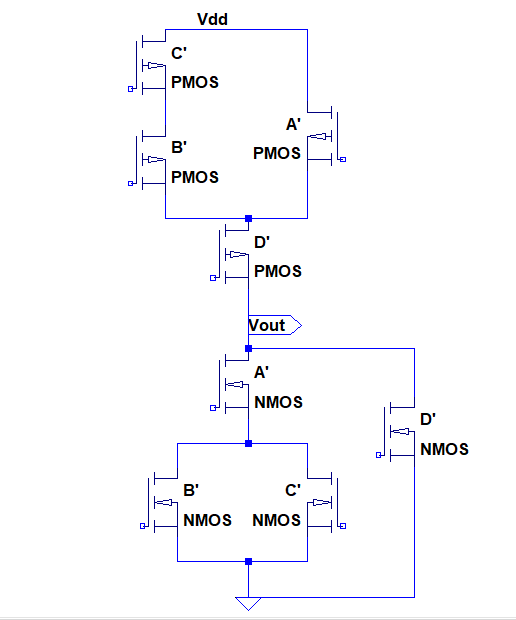 Vdd
C'
PMOS
A'
PMOS
B'
PMOS
D'
PMOS
Vout
A'
NMOS
D'
NMOS
B'
NMOS
C'
NMOS